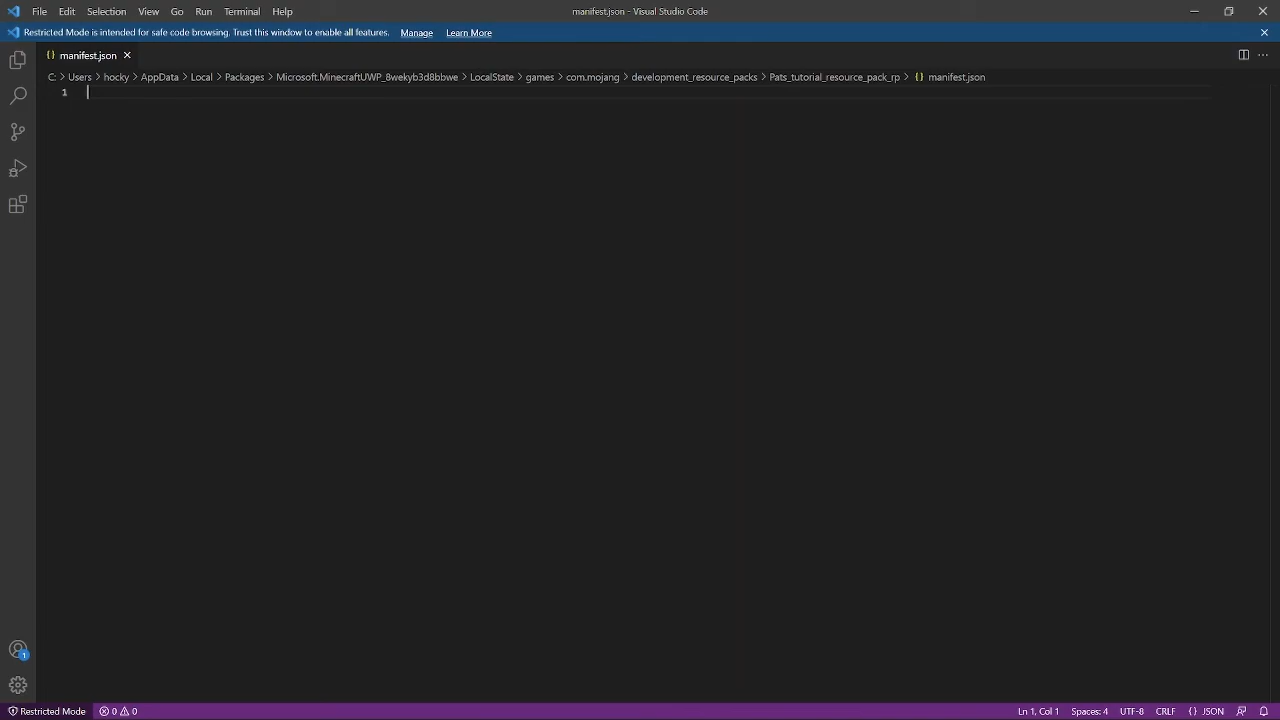 File Edit Selection View Go Run Terminal Help manifest.json - Visual Studio Code
Restricted Mode is intended for safe code browsing. Trust this window to enable all features. Manage Learn More
{} manifest.json
C: > Users > hocky > AppData > Local > Packages > Microsoft.MinecraftUWP_8wekyb3d8bbwe > LocalState > games > com.mojang > development_resource_packs > Pats_tutorial_resource_pack_rp > {} manifest.json
1
1
Restricted Mode 0 0 Ln 1, Col 1 Spaces: 4 UTF-8 CRLF {} JSON